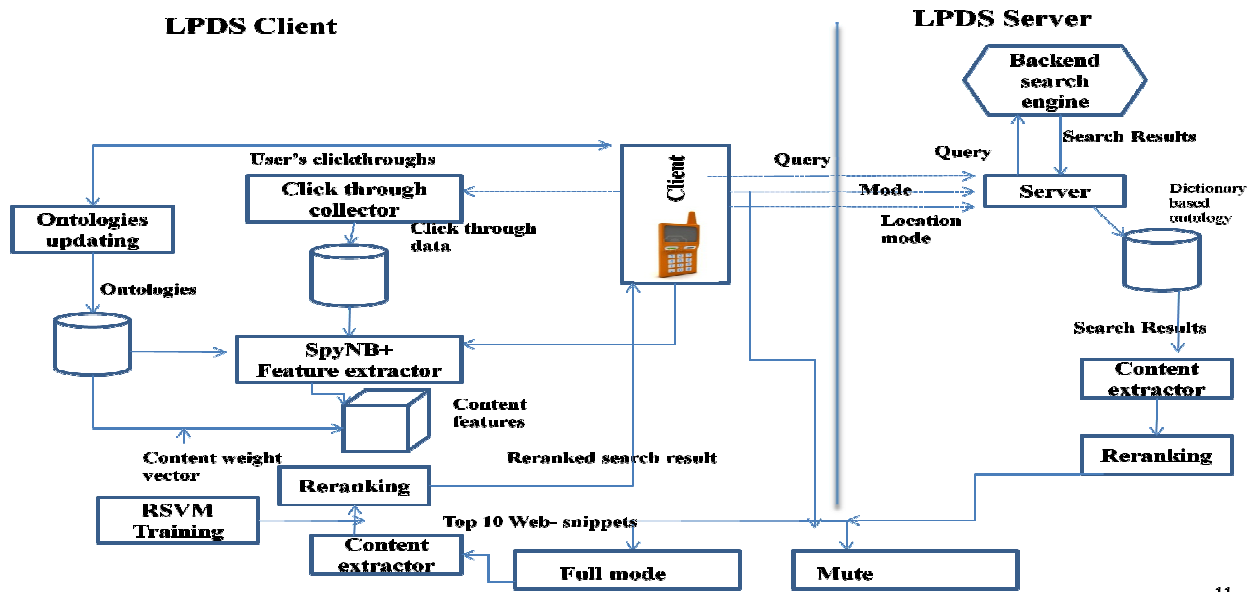 LPDS Client
LPDS Server
Backend
search
engine
Search Results
Query
User's clickthroughs
Query
Client
Click through
collector
Mode
Server
Dictionary
based
ontology
Ontologies
updating
Click through
data
Location
mode
Ontologies
Search Results
SpyNB+
Feature extractor
Content
extractor
Content
features
Content weight
vector
Reranked search result
Reranking
Reranking
RSVM
Training
Top 10 Web- snippets
Content
extractor
Full mode
Mute
11